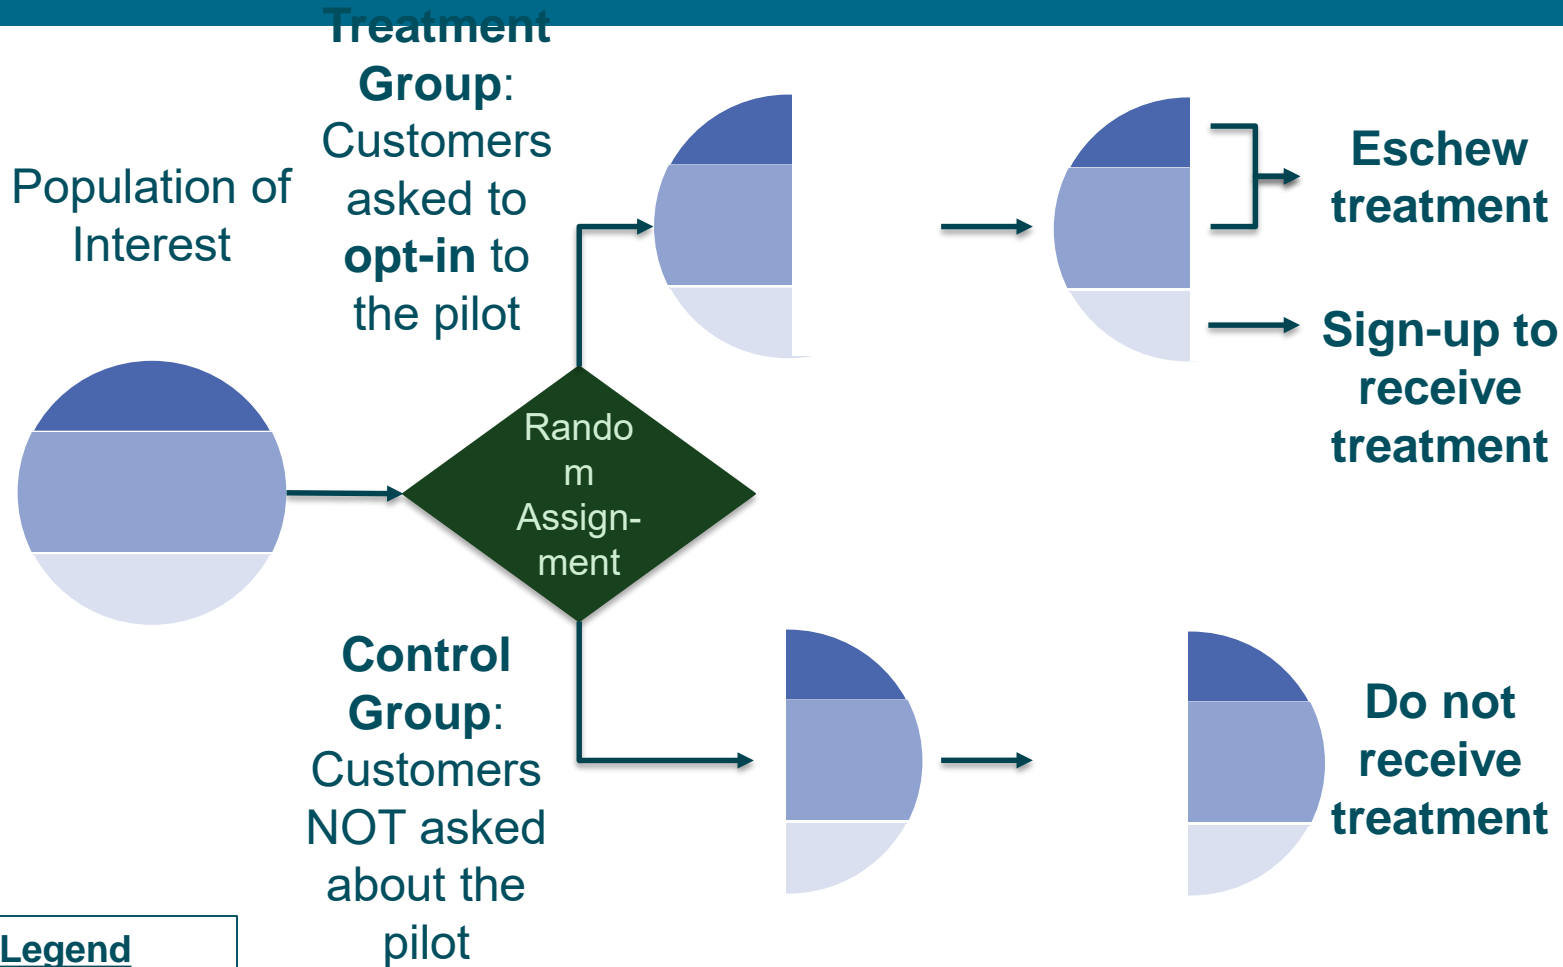 Treatment
Group:
Customers
asked to
opt-in to
the pilot
Population of
Interest
Eschew
treatment
Sign-up to
receive
treatment
Rando
m
Assign-
ment
Control
Group:
Customers
NOT asked
about the
pilot
Do not
receive
treatment
Legend